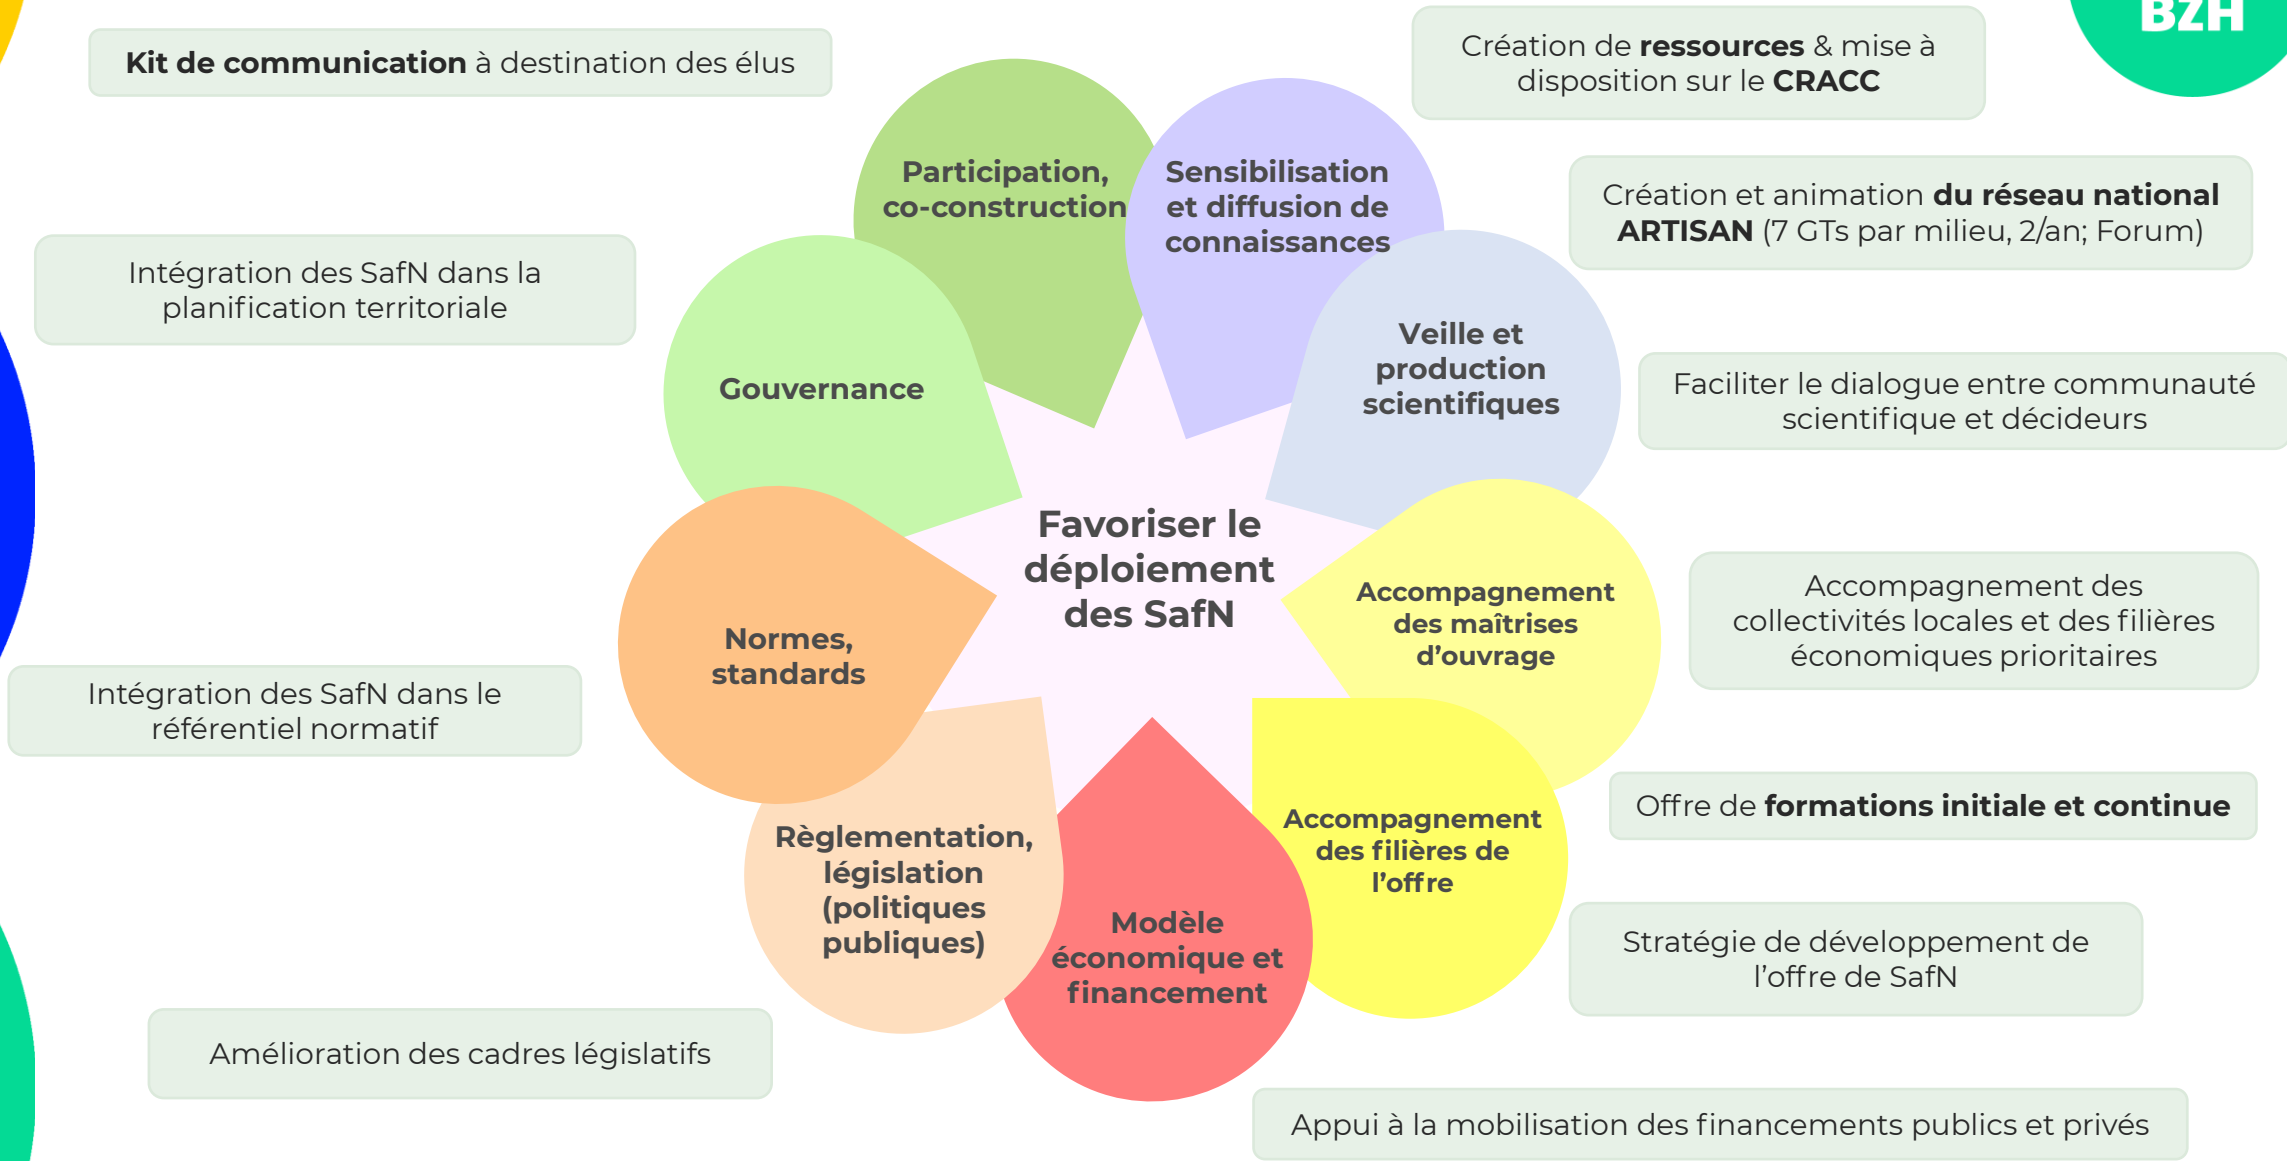 BZH
Kit de communication à destination des élus
Création de ressources & mise à
disposition sur le CRACC
Participation,
co-construction
Sensibilisation
et diffusion de
connaissances
Création et animation du réseau national
ARTISAN (7 GTs par milieu, 2/an; Forum)
Intégration des SafN dans la
planification territoriale
Gouvernance
Veille et
production
scientifiques
Faciliter le dialogue entre communauté
scientifique et décideurs
Favoriser le
déploiement
des SafN
Normes,
standards
Accompagnement
des maîtrises
d’ouvrage
Accompagnement des
collectivités locales et des filières
économiques prioritaires
Intégration des SafN dans le
référentiel normatif
Règlementation,
législation
(politiques
publiques)
Accompagnement
des filières de
l’offre
Offre de formations initiale et continue
Modèle
économique et
financement
Stratégie de développement de
l’offre de SafN
Amélioration des cadres législatifs
Appui à la mobilisation des financements publics et privés